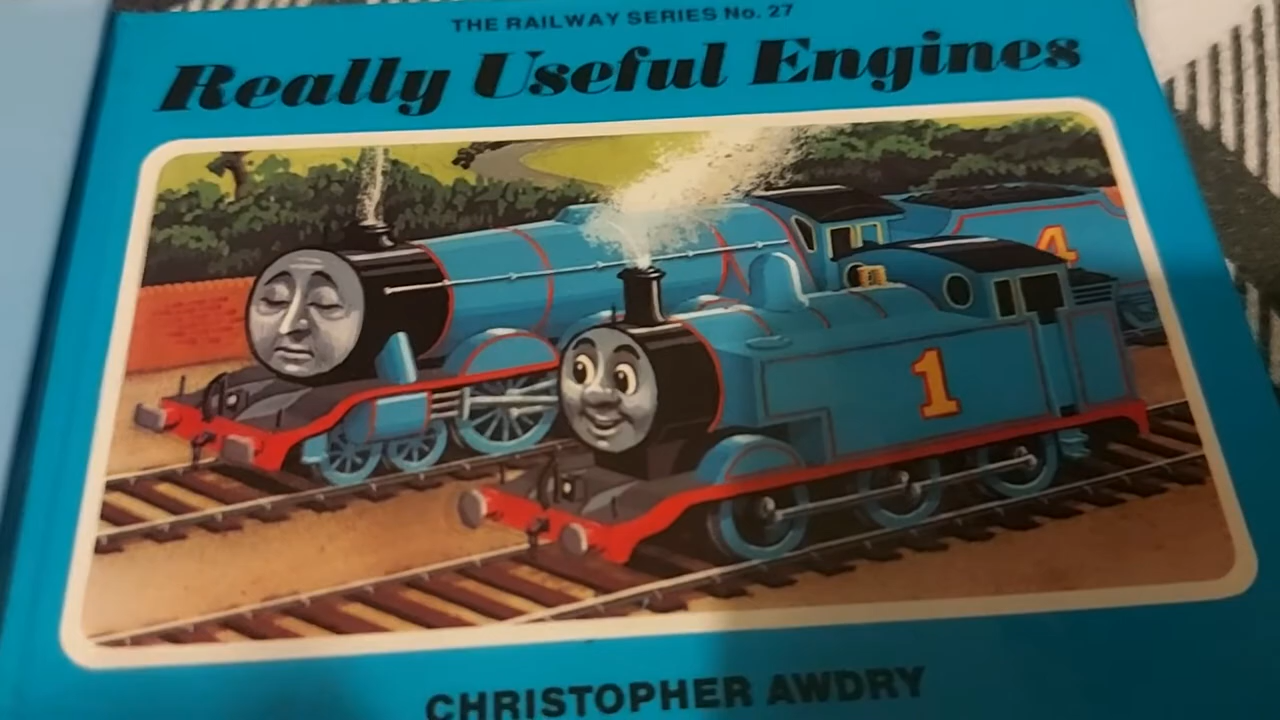 THE RAILWAY SERIES No. 27
Really Useful Engines
4
1
CHRISTOPHER AWDRY